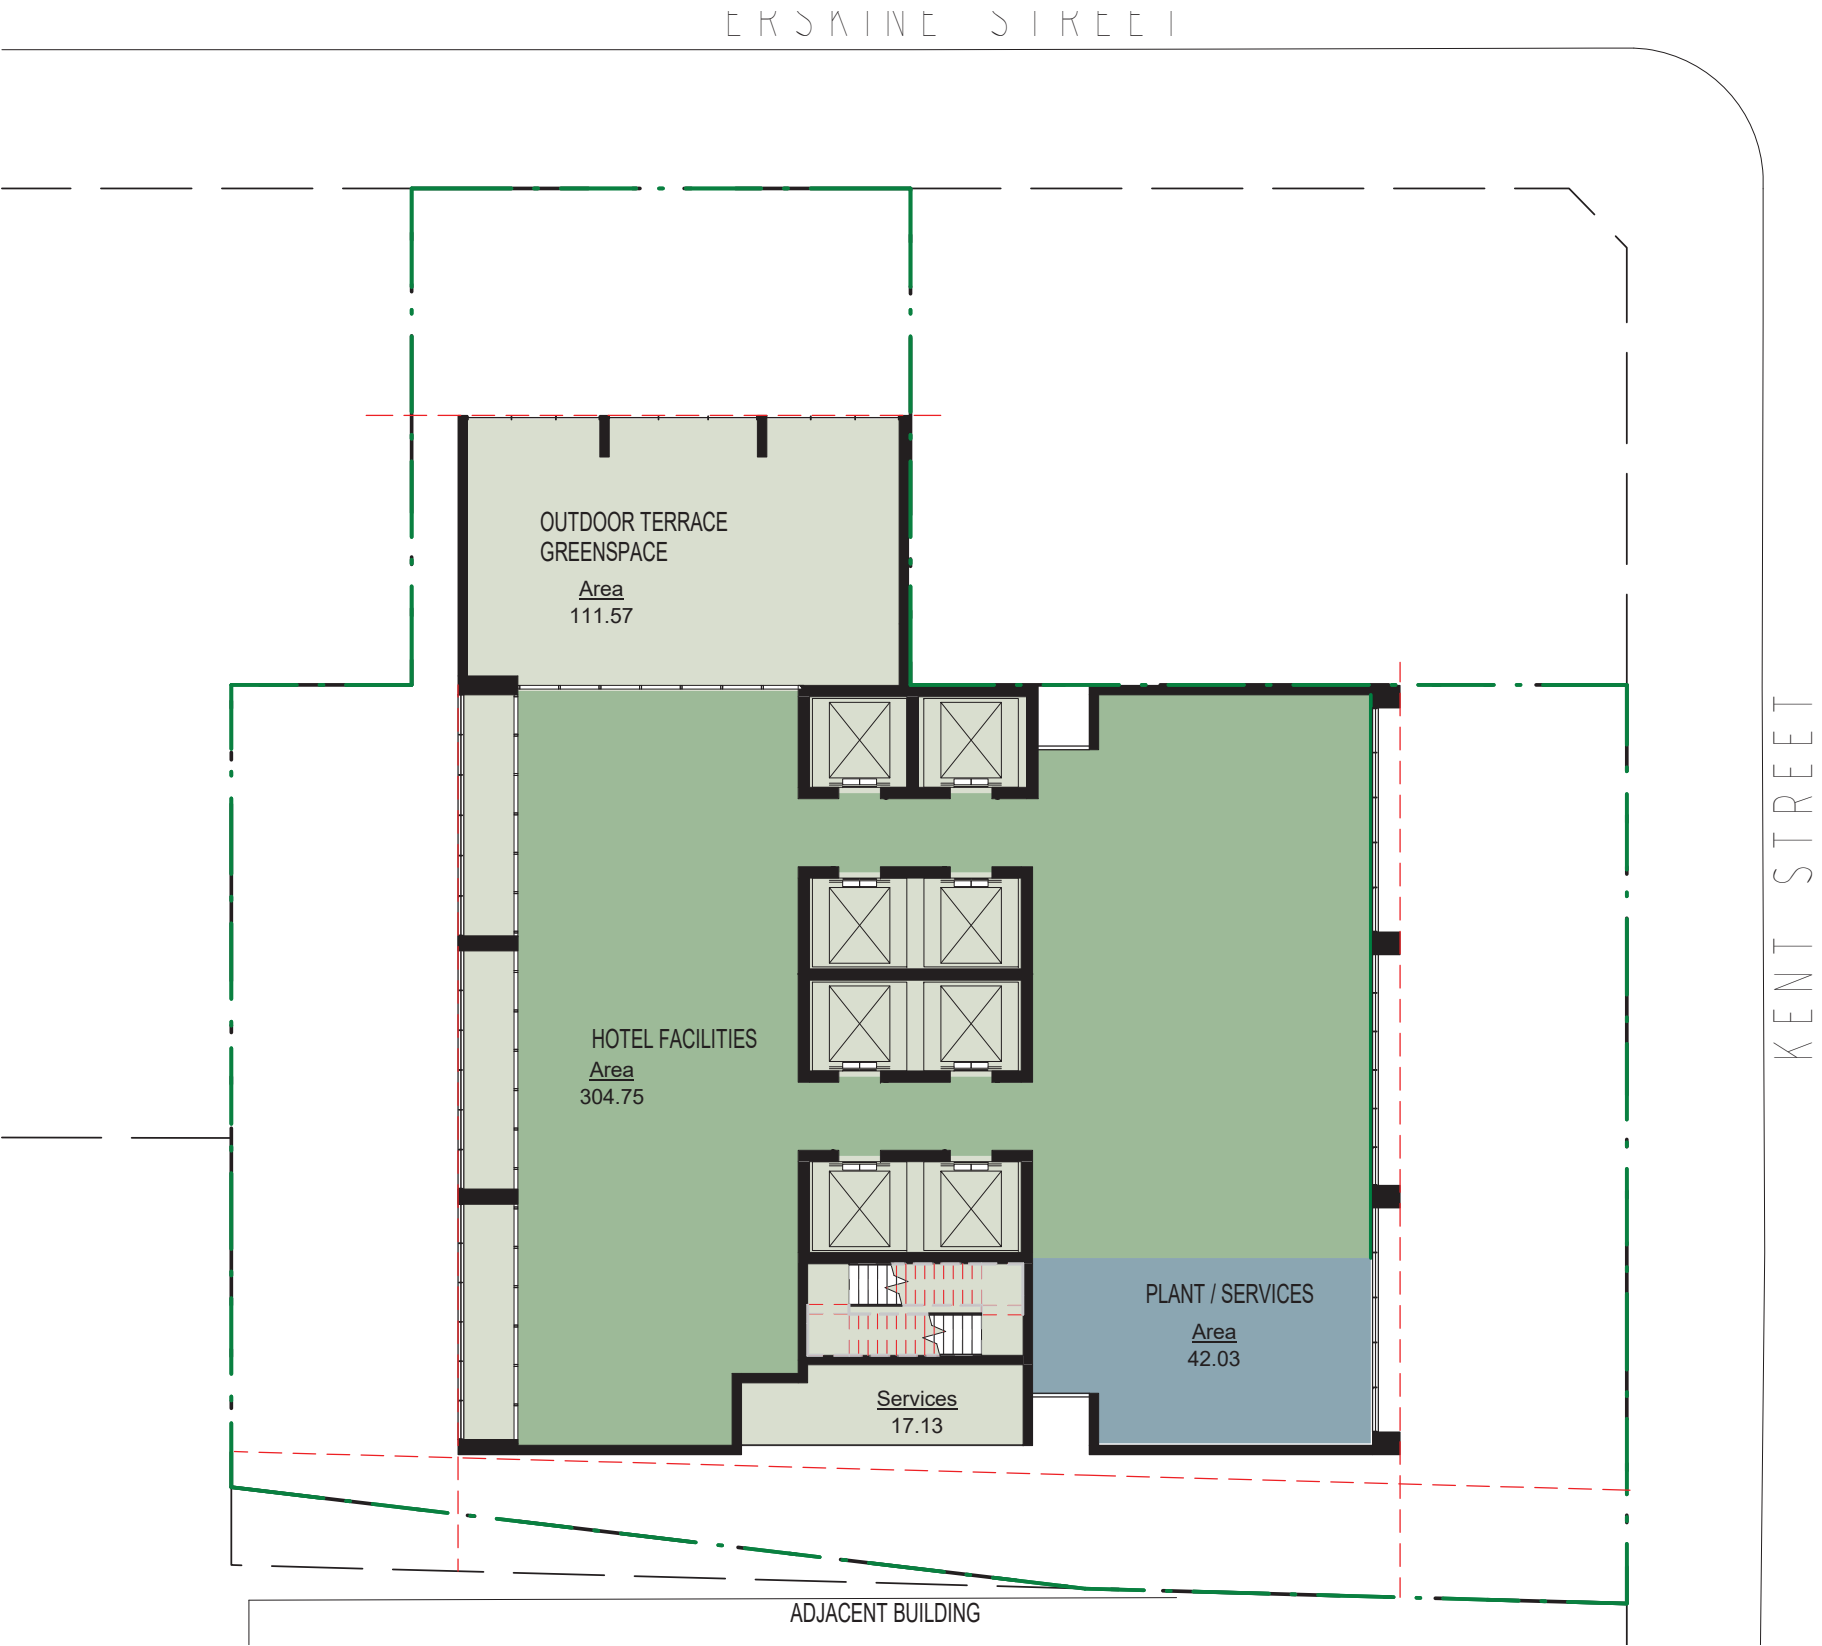 ERSKINE STREET
OUTDOOR TERRACE
GREENSPACE
Area
111.57
KENT STREET
HOTEL FACILITIES
Area
304.75
PLANT / SERVICES
Area
42.03
Services
17.13
ADJACENT BUILDING